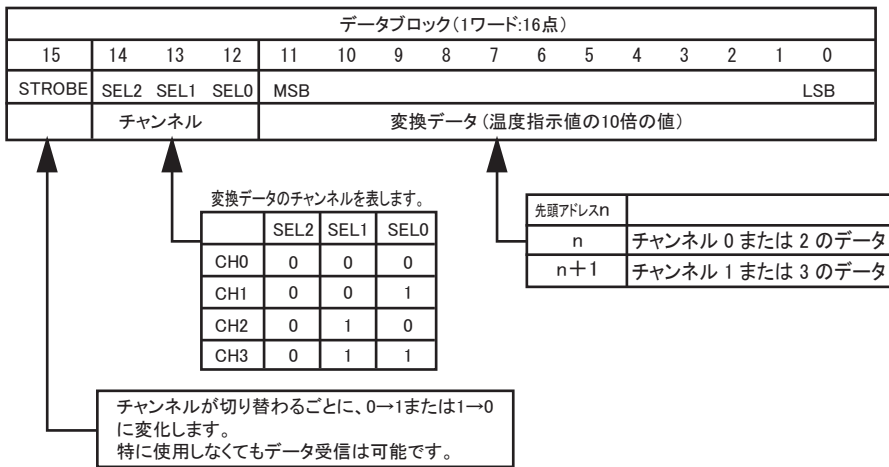 データブロック(1ワード:16点)
15 14 13 12 11 10 9 8 7 6 5 4 3 2 1 0
STROBE SEL2 SEL1 SEL0 MSB LSB
チャンネル 変換データ(温度指示値の10倍の値)
変換データのチャンネルを表します。
SEL2 SEL1 SEL0
CH0 0 0 0
CH1 0 0 1
CH2 0 1 0
CH3 0 1 1
先頭アドレスn
n チャンネル 0 または 2 のデータ
n+1 チャンネル 1 または 3 のデータ
チャンネルが切り替わるごとに、0→1または1→0
に変化します。
特に使用しなくてもデータ受信は可能です。